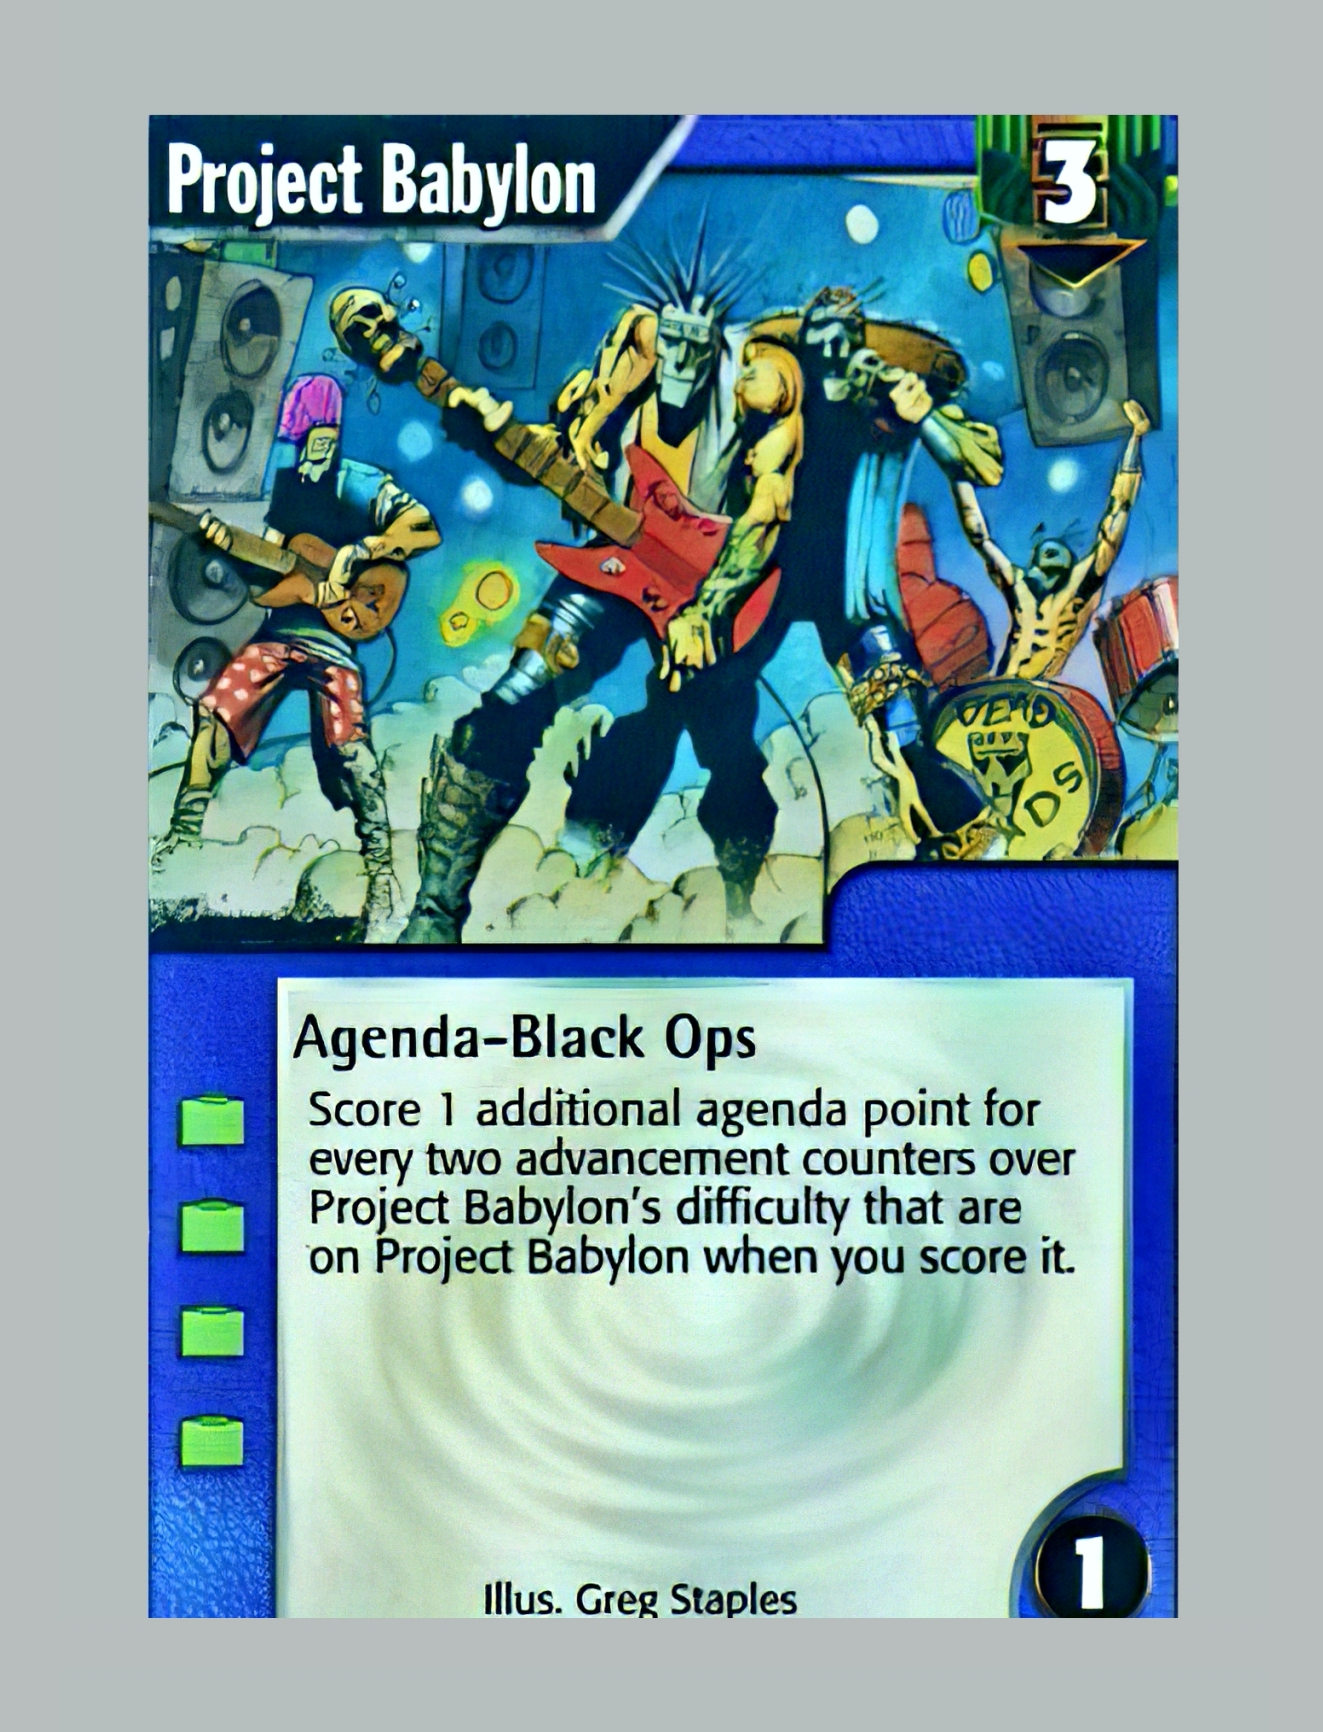 Project Babylon
3
DEAD
Agenda-Black Ops
Score 1 additional agenda point for
every two advancement counters over
Project Babylon's difficulty that are
on Project Babylon when you score it.
1
Illus. Greg Staples